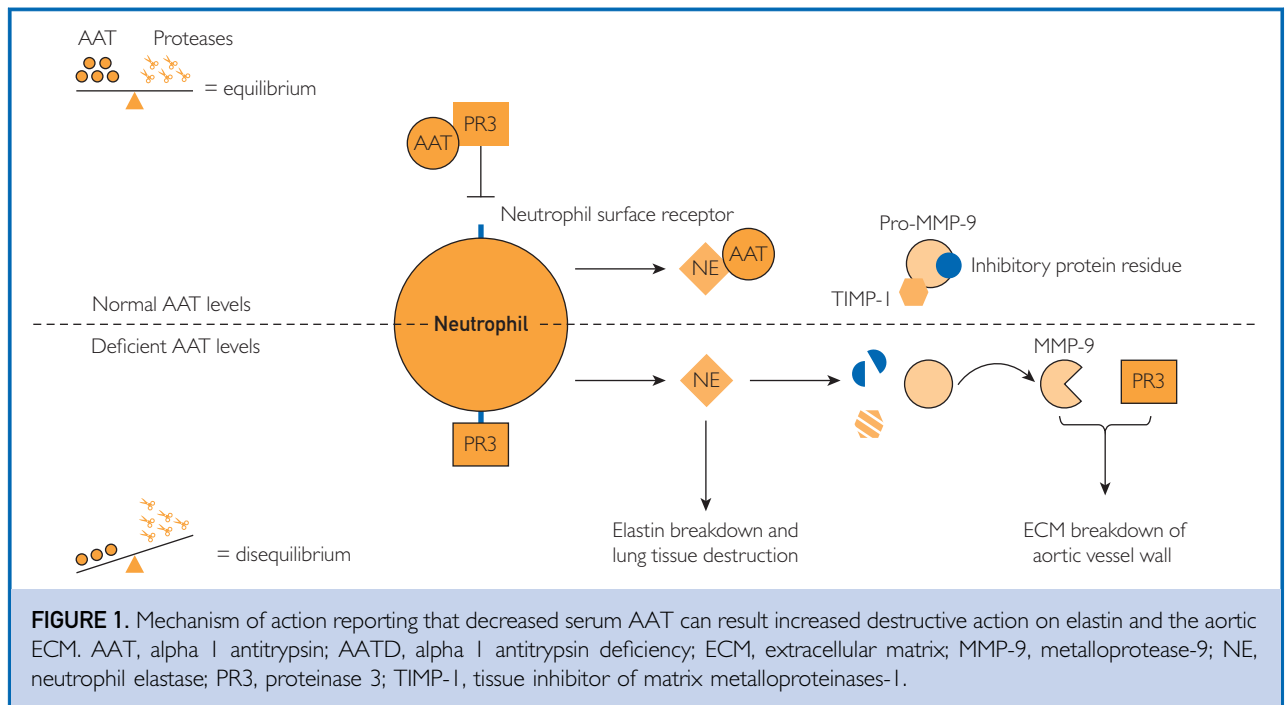 AAT Proteases
= equilibrium
AAT PR3
Neutrophil surface receptor
NE AAT
Pro-MMP-9
Inhibitory protein residue
TIMP-1
Normal AAT levels
Neutrophil
Deficient AAT levels
NE
MMP-9
PR3
PR3
Elastin breakdown and
lung tissue destruction
ECM breakdown of
aortic vessel wall
= disequilibrium
FIGURE 1. Mechanism of action reporting that decreased serum AAT can result increased destructive action on elastin and the aortic
ECM. AAT, alpha 1 antitrypsin; AATD, alpha 1 antitrypsin deficiency; ECM, extracellular matrix; MMP-9, metalloprotease-9; NE,
neutrophil elastase; PR3, proteinase 3; TIMP-1, tissue inhibitor of matrix metalloproteinases-1.